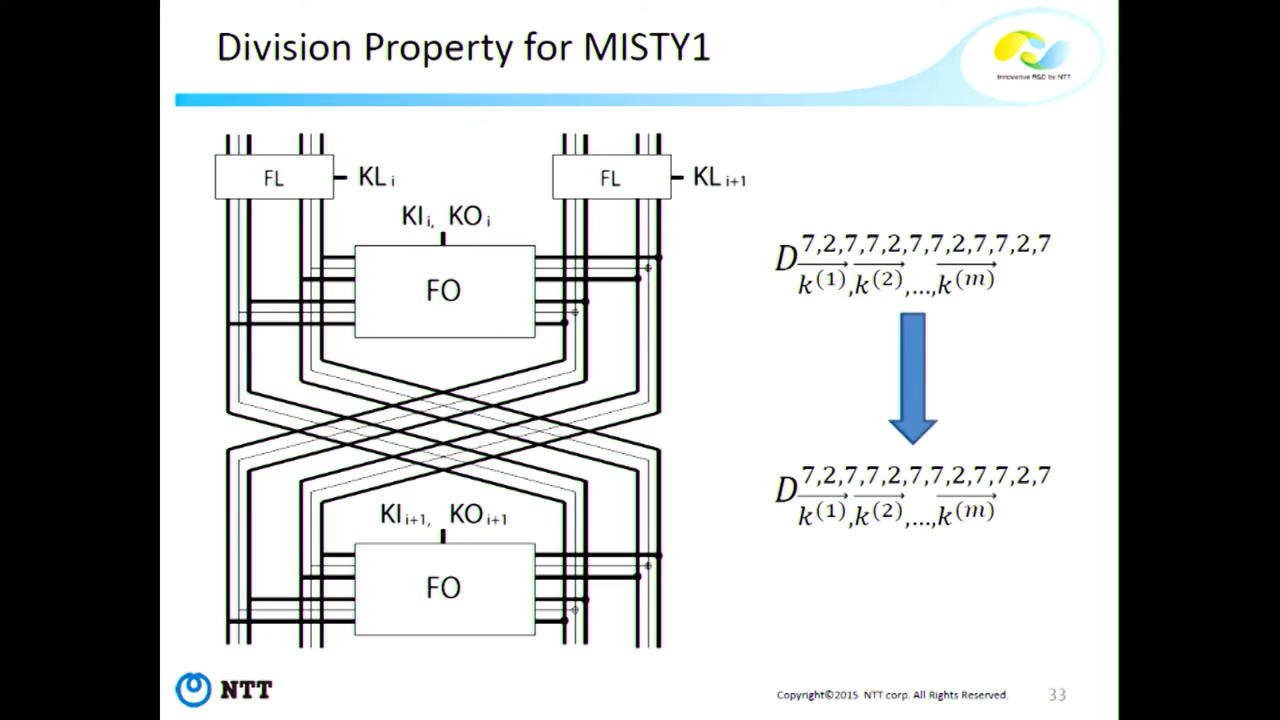 Division Property for MISTY1
Innovative R&D by NTT
FL
KL i
FL
KL i+1
KI i, KO i
FO
D 7,2,7,7,2,7,7,2,7,7,2,7
k(1),k(2),...,k(m)
D 7,2,7,7,2,7,7,2,7,7,2,7
k(1),k(2),...,k(m)
KI i+1, KO i+1
FO
NTT
Copyright©2015 NTT corp. All Rights Reserved.
33